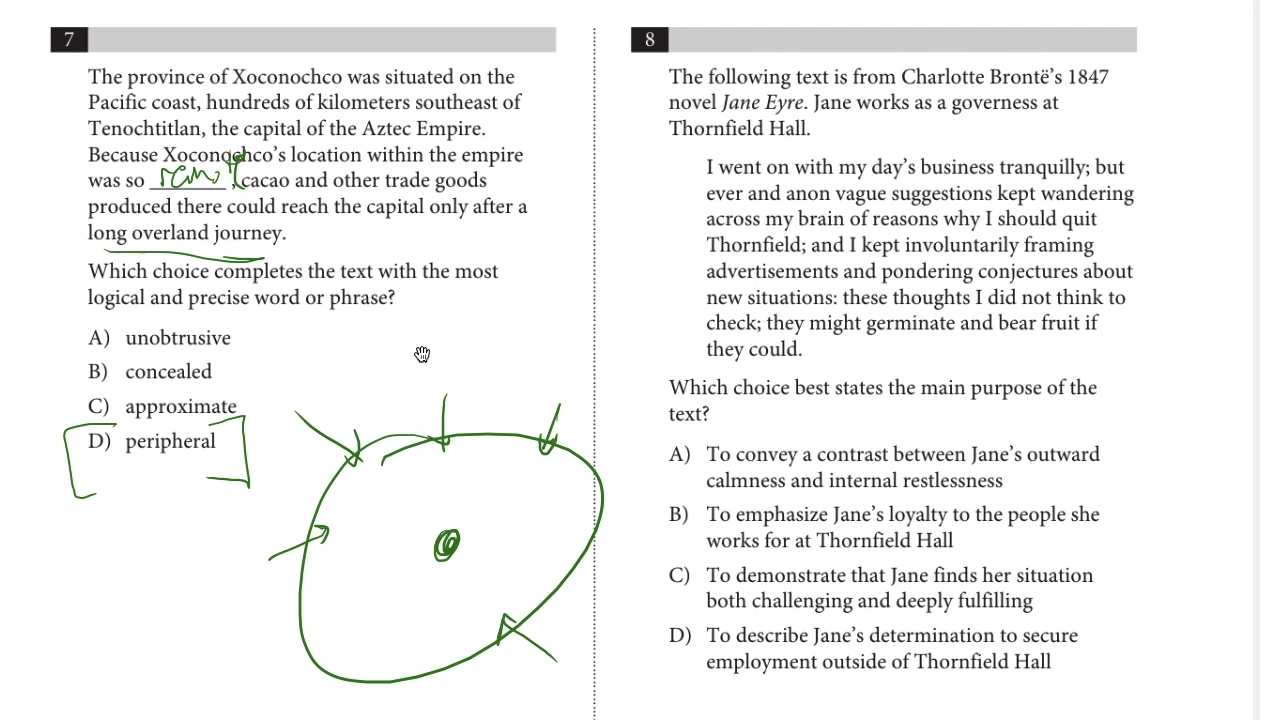 7
The province of Xoconochco was situated on the
Pacific coast, hundreds of kilometers southeast of
Tenochtitlan, the capital of the Aztec Empire.
Because Xoconochco's location within the empire
was so ________ , cacao and other trade goods
produced there could reach the capital only after a
long overland journey.
Which choice completes the text with the most
logical and precise word or phrase?
A) unobtrusive
B) concealed
C) approximate
D) peripheral
8
The following text is from Charlotte Brontë's 1847
novel Jane Eyre. Jane works as a governess at
Thornfield Hall.
I went on with my day's business tranquilly; but
ever and anon vague suggestions kept wandering
across my brain of reasons why I should quit
Thornfield; and I kept involuntarily framing
advertisements and pondering conjectures about
new situations: these thoughts I did not think to
check; they might germinate and bear fruit if
they could.
Which choice best states the main purpose of the
text?
A) To convey a contrast between Jane's outward
calmness and internal restlessness
B) To emphasize Jane's loyalty to the people she
works for at Thornfield Hall
C) To demonstrate that Jane finds her situation
both challenging and deeply fulfilling
D) To describe Jane's determination to secure
employment outside of Thornfield Hall